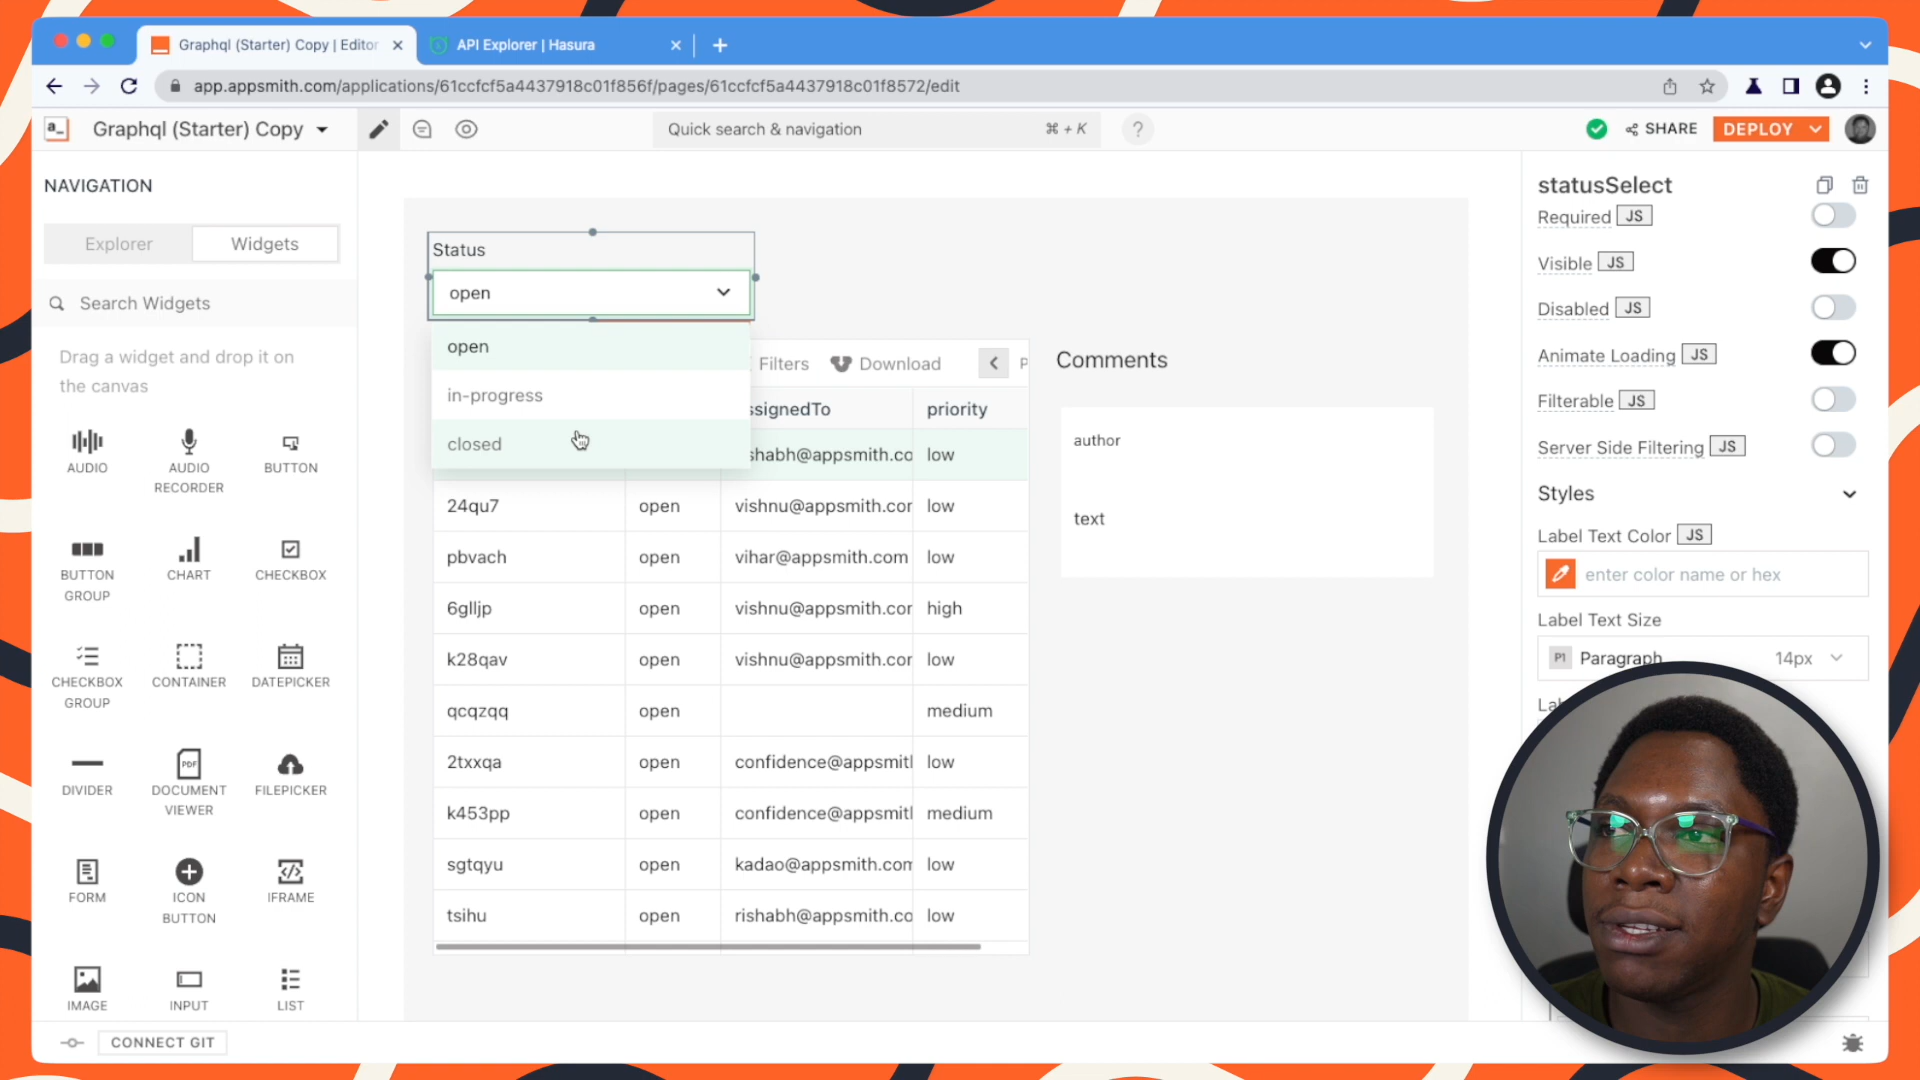 Graphql (Starter) Copy | Editor
API Explorer | Hasura
app.appsmith.com/applications/61ccfcf5a4437918c01f856f/pages/61ccfcf5a4437918c01f8572/edit
a_
Graphql (Starter) Copy
Quick search & navigation
⌘ + K
?
SHARE
DEPLOY
NAVIGATION
Explorer
Widgets
Search Widgets
Drag a widget and drop it on
the canvas
AUDIO
AUDIO
RECORDER
BUTTON
BUTTON
GROUP
CHART
CHECKBOX
CHECKBOX
GROUP
CONTAINER
DATEPICKER
DIVIDER
PDF
DOCUMENT
VIEWER
FILEPICKER
FORM
ICON
BUTTON
IFRAME
IMAGE
INPUT
LIST
CONNECT GIT
Status
open
open
in-progress
closed
Filters
Download
P
ssignedTo
priority
shabh@appsmith.co
low
24qu7
open
vishnu@appsmith.cor
low
pbvach
open
vihar@appsmith.com
low
6glljp
open
vishnu@appsmith.cor
high
k28qav
open
vishnu@appsmith.cor
low
qcqzqq
open
medium
2txxqa
open
confidence@appsmitl
low
k453pp
open
confidence@appsmitl
medium
sgtqyu
open
kadao@appsmith.com
low
tsihu
open
rishabh@appsmith.co
low
Comments
author
text
statusSelect
Required JS
Visible JS
Disabled JS
Animate Loading JS
Filterable JS
Server Side Filtering JS
Styles
Label Text Color JS
enter color name or hex
Label Text Size
P1 Paragraph 14px